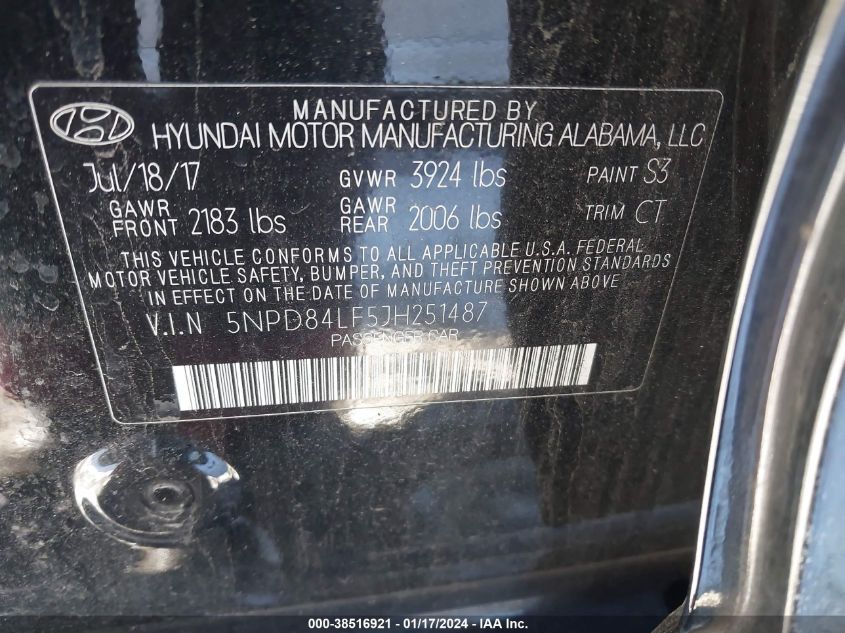 MANUFACTURED BY
HYUNDAI MOTOR MANUFACTURING ALABAMA, LLC
Jul/18/17 GVWR 3924 lbs PAINT S3
GAWR FRONT 2183 lbs GAWR REAR 2006 lbs TRIM CT
THIS VEHICLE CONFORMS TO ALL APPLICABLE U.S.A. FEDERAL
MOTOR VEHICLE SAFETY, BUMPER, AND THEFT PREVENTION STANDARDS
IN EFFECT ON THE DATE OF MANUFACTURE SHOWN ABOVE
V.I.N 5NPD84LF5JH251487
PASSENGER CAR
000-38516921 - 01/17/2024 - IAA Inc.